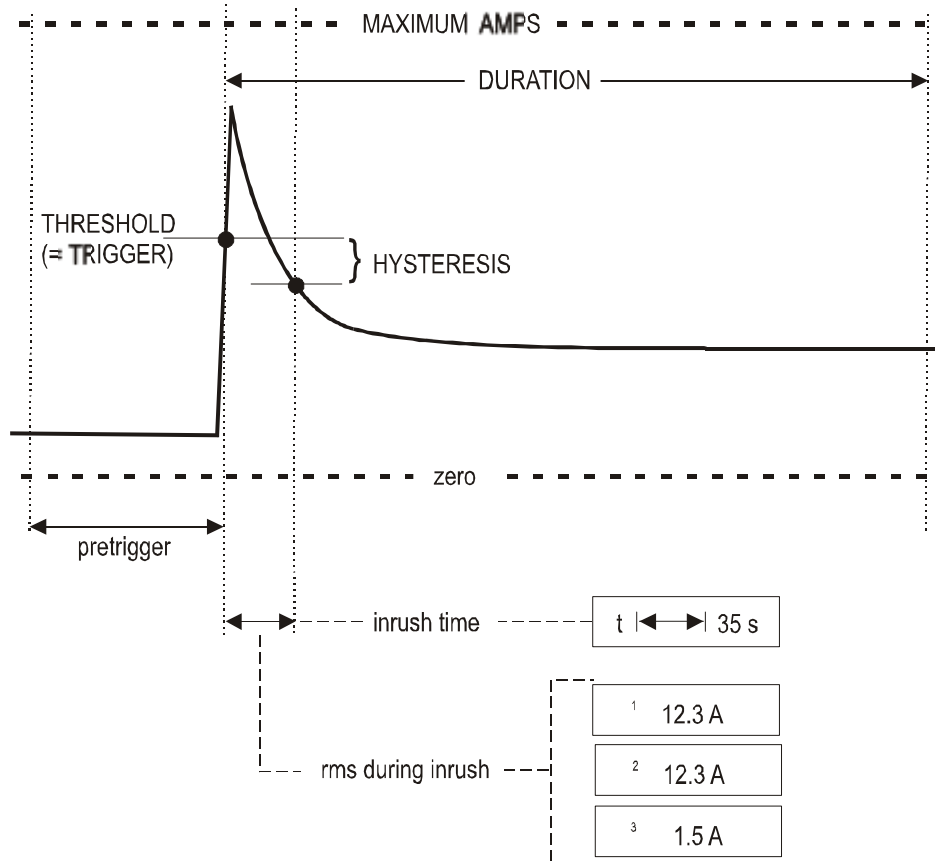 MAXIMUM AMPS
DURATION
THRESHOLD
(= TRIGGER)
HYSTERESIS
zero
pretrigger
inrush time
t 35 s
1 12.3 A
rms during inrush
2 12.3 A
3 1.5 A